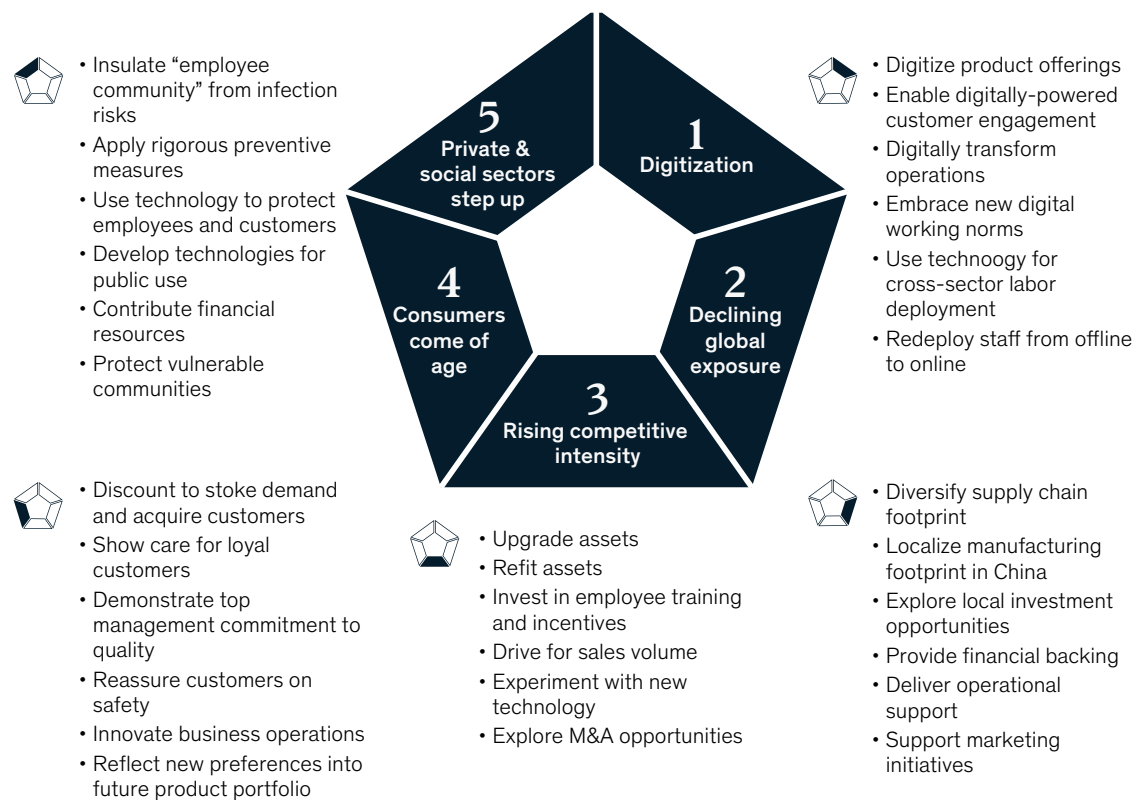 5
Private &
social sectors
step up
1
Digitization
4
Consumers
come of
age
2
Declining
global
exposure
3
Rising competitive
intensity
• Insulate “employee
community” from infection
risks
• Apply rigorous preventive
measures
• Use technology to protect
employees and customers
• Develop technologies for
public use
• Contribute financial
resources
• Protect vulnerable
communities
• Digitize product offerings
• Enable digitally-powered
customer engagement
• Digitally transform
operations
• Embrace new digital
working norms
• Use technoogy for
cross-sector labor
deployment
• Redeploy staff from offline
to online
• Discount to stoke demand
and acquire customers
• Show care for loyal
customers
• Demonstrate top
management commitment to
quality
• Reassure customers on
safety
• Innovate business operations
• Reflect new preferences into
future product portfolio
• Upgrade assets
• Refit assets
• Invest in employee training
and incentives
• Drive for sales volume
• Experiment with new
technology
• Explore M&A opportunities
• Diversify supply chain
footprint
• Localize manufacturing
footprint in China
• Explore local investment
opportunities
• Provide financial backing
• Deliver operational
support
• Support marketing
initiatives